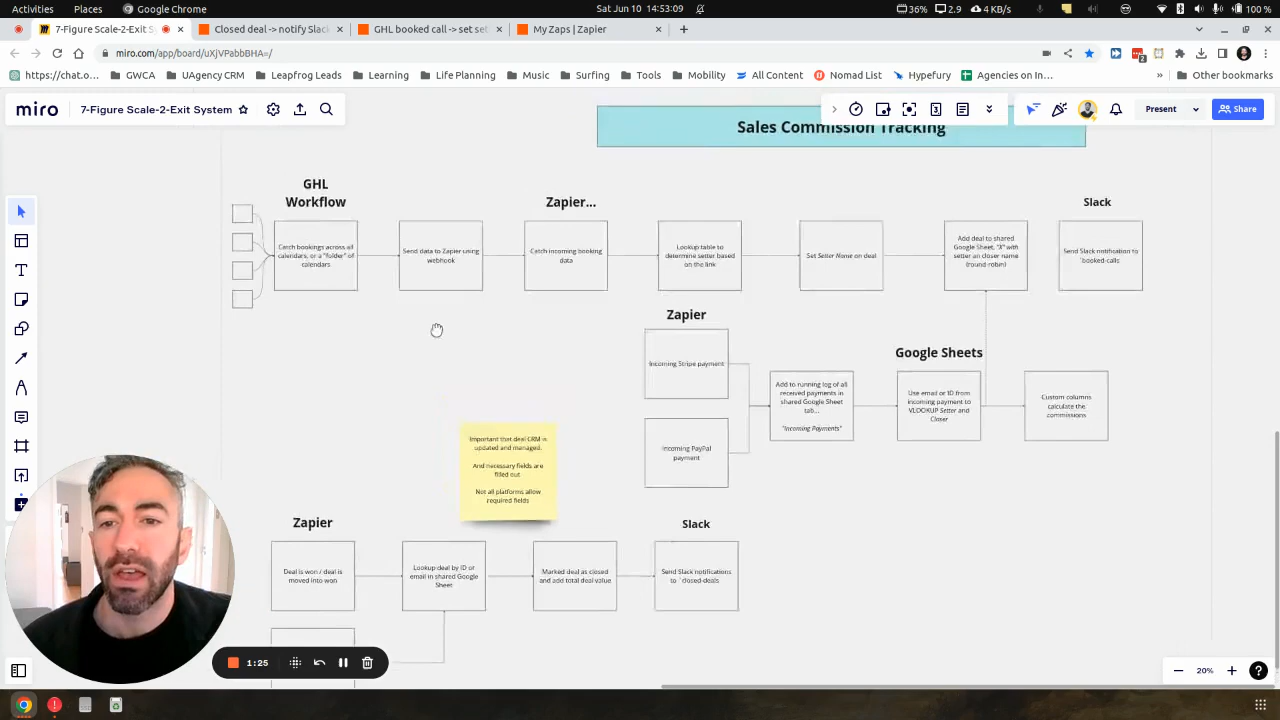 Activities
Places
Google Chrome
Sat Jun 10 14:53:09
3
2.9
4 Kb/s
100 %
7-Figure Scale-2-Exit S
Closed deal -> notify Slac
GHL booked call -> set set
My Zaps | Zapier
miro.com/app/board/uXjVPabbBHA=/
https://chat.o...
GWCA
UAgency CRM
Leapfrog Leads
Learning
Life Planning
Music
Surfing
Tools
Mobility
All Content
Nomad List
Hypefury
Agencies on In...
Other bookmarks
miro
7-Figure Scale-2-Exit System
Present
Share
Sales Commission Tracking
GHL
Workflow
Zapier...
Slack
Catch bookings across all
calendars, or a "folder" of
calendars
Send data to Zapier using
webhook
Catch incoming booking
data
Lookup table to
determine setter based
on the link
Set Setter Name on deal
Add deal to shared
Google Sheet, "X" with
setter an closer name
(round-robin)
Send Slack notification to
`booked-calls
Zapier
Incoming Stripe payment
Incoming PayPal
payment
Google Sheets
Add to running log of all
received payments in
shared Google Sheet
tab...
"Incoming Payments"
Use email or ID from
incoming payment to
VLOOKUP Setter and
Closer
Custom columns
calculate the
commissions
Important that deal CRM is
updated and managed.
And necessary fields are
filled out
Not all platforms allow
required fields
Zapier
Slack
Deal is won / deal is
moved into won
Lookup deal by ID or
email in shared Google
Sheet
Marked deal as closed
and add total deal value
Send Slack notifications
to `closed-deals
1:25
20%